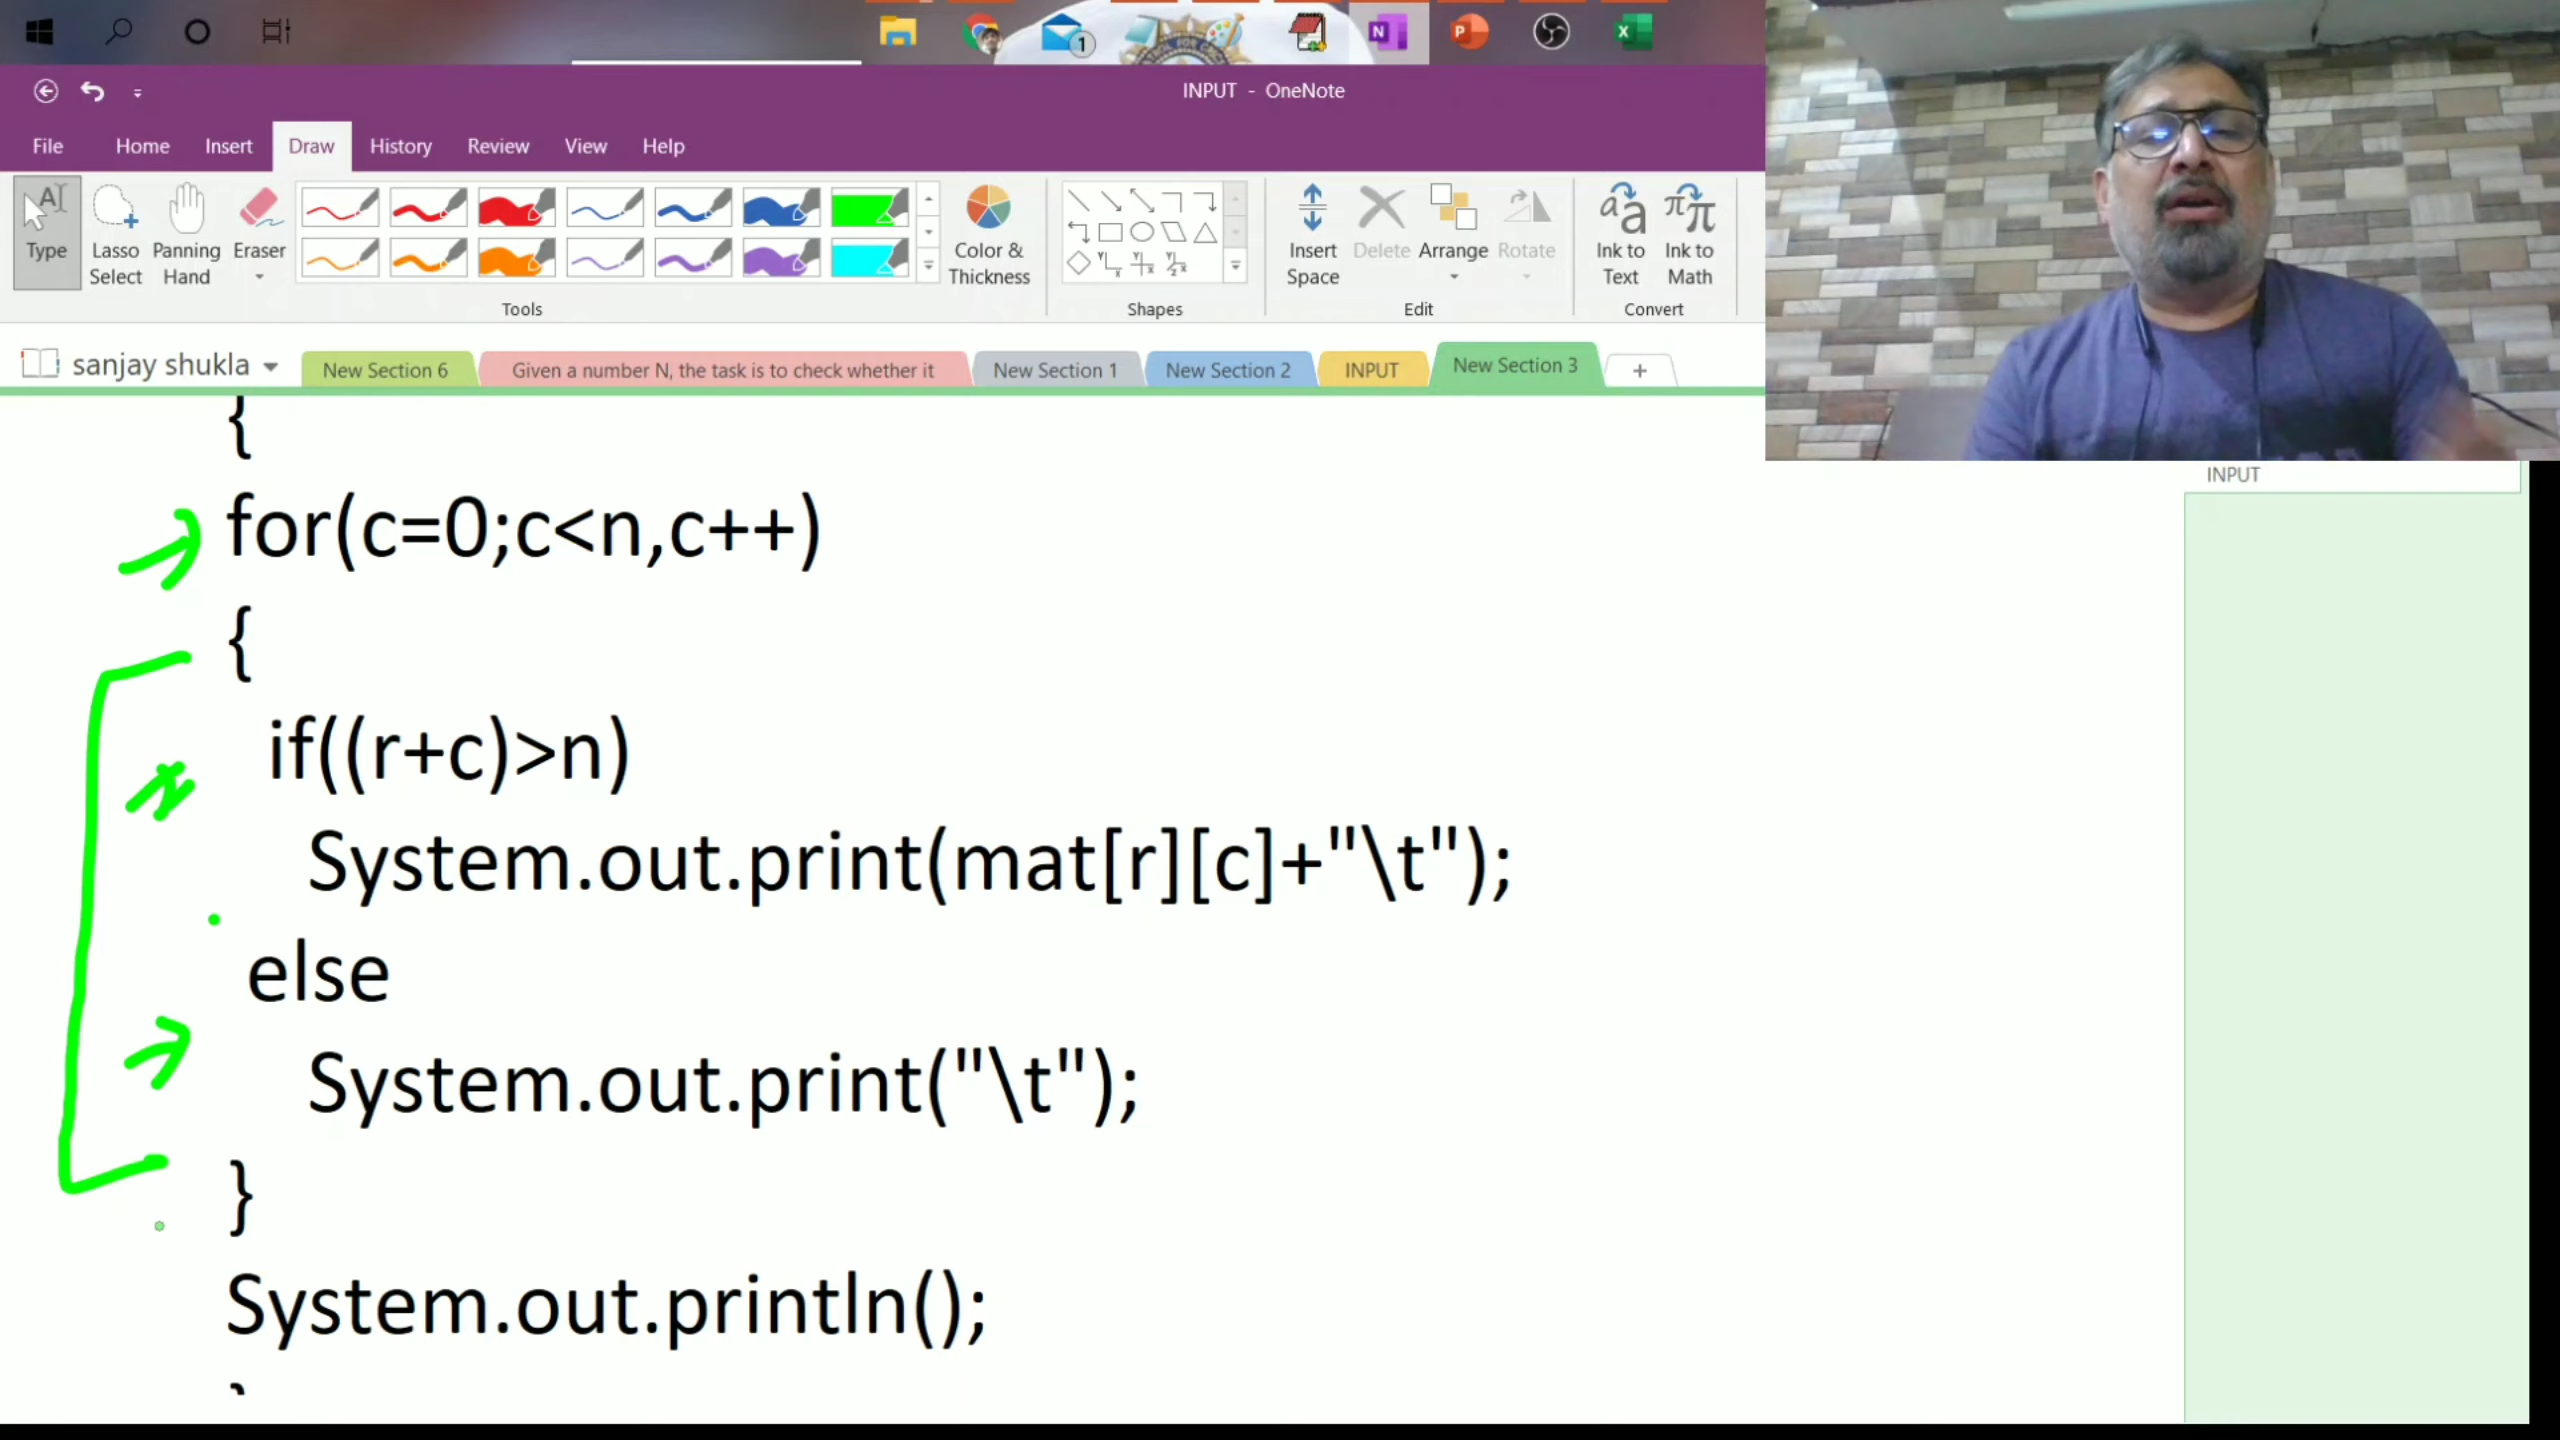 1
INPUT - OneNote
File Home Insert Draw History Review View Help
Type
Lasso Select
Panning Hand
Eraser
Color & Thickness
Insert Space
Delete
Arrange
Rotate
Ink to Text
Ink to Math
Tools Shapes Edit Convert
sanjay shukla New Section 6 Given a number N, the task is to check whether it New Section 1 New Section 2 INPUT New Section 3 +
INPUT
{
for(c=0;c<n,c++)
{
if((r+c)>n)
System.out.print(mat[r][c]+"\t");
else
System.out.print("\t");
}
System.out.println();